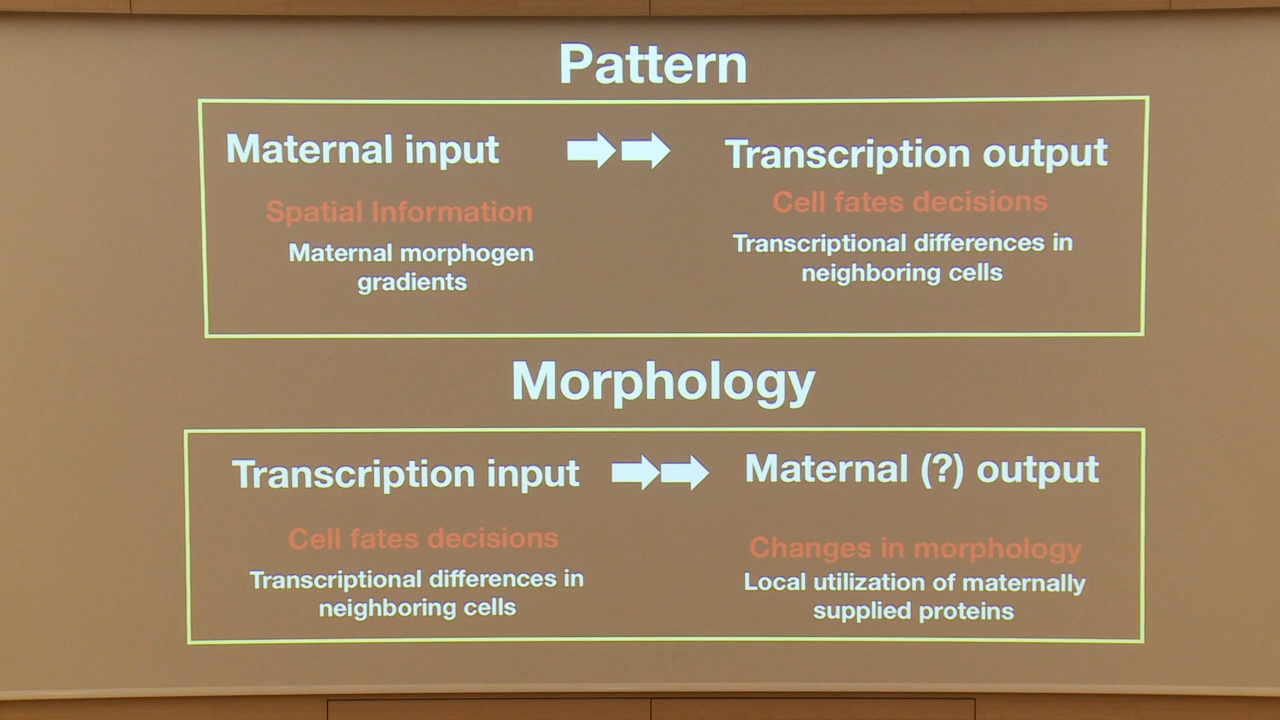 Pattern
Maternal input
Transcription output
Spatial Information
Cell fates decisions
Maternal morphogen
gradients
Transcriptional differences in
neighboring cells
Morphology
Transcription input
Maternal (?) output
Cell fates decisions
Changes in morphology
Transcriptional differences in
neighboring cells
Local utilization of maternally
supplied proteins